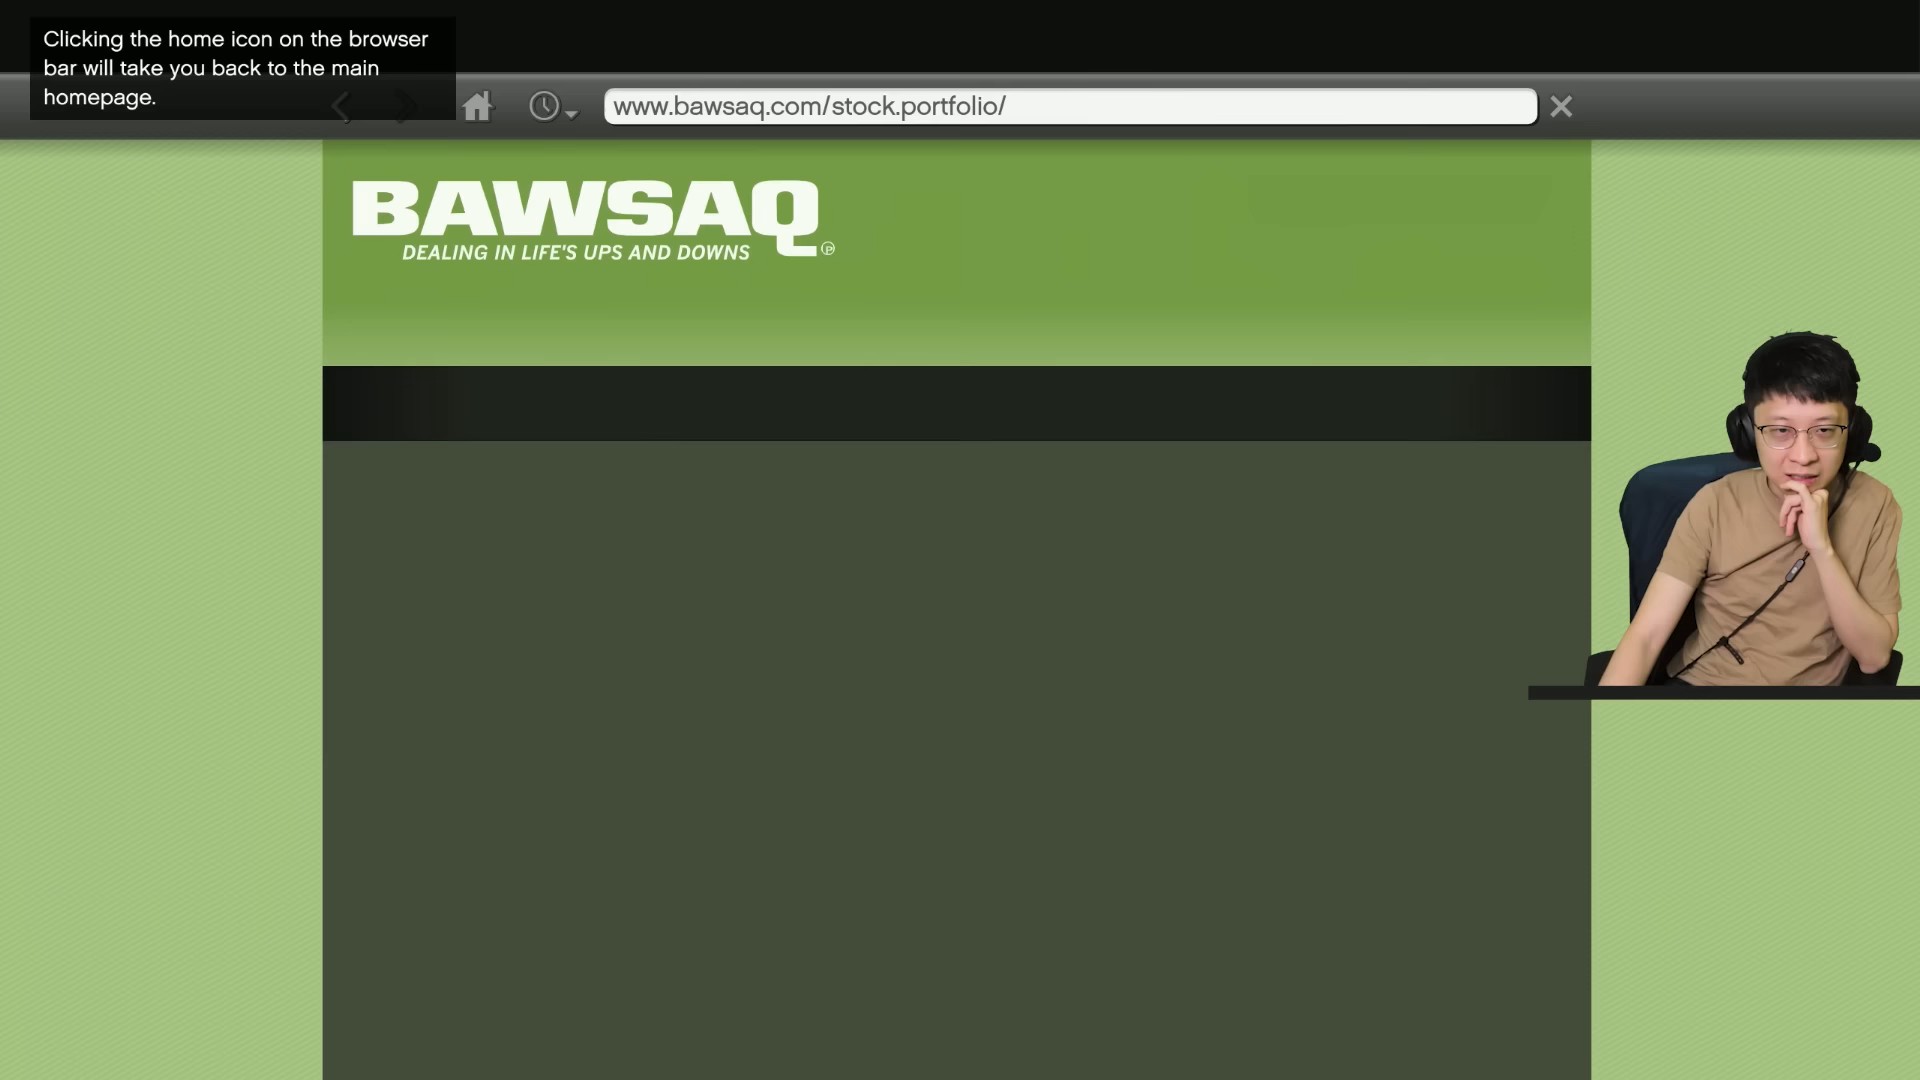 Clicking the home icon on the browser
bar will take you back to the main
homepage.
www.bawsaq.com/stock.portfolio/
BAWSAQ
DEALING IN LIFE'S UPS AND DOWNS